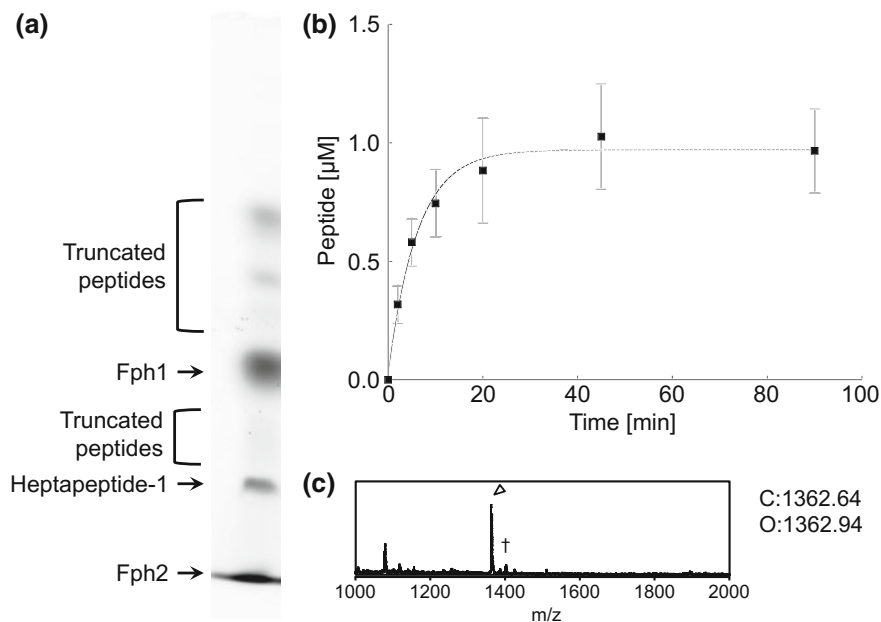 (a)
Truncated
peptides
Fph1
Truncated
peptides
Heptapeptide-1
Fph2
(b)
1.5
1.0
0.5
0.0
Peptide [µM]
0 20 40 60 80 100
Time [min]
(c)
†
1000 1200 1400 1600 1800 2000
m/z
C:1362.64
O:1362.94